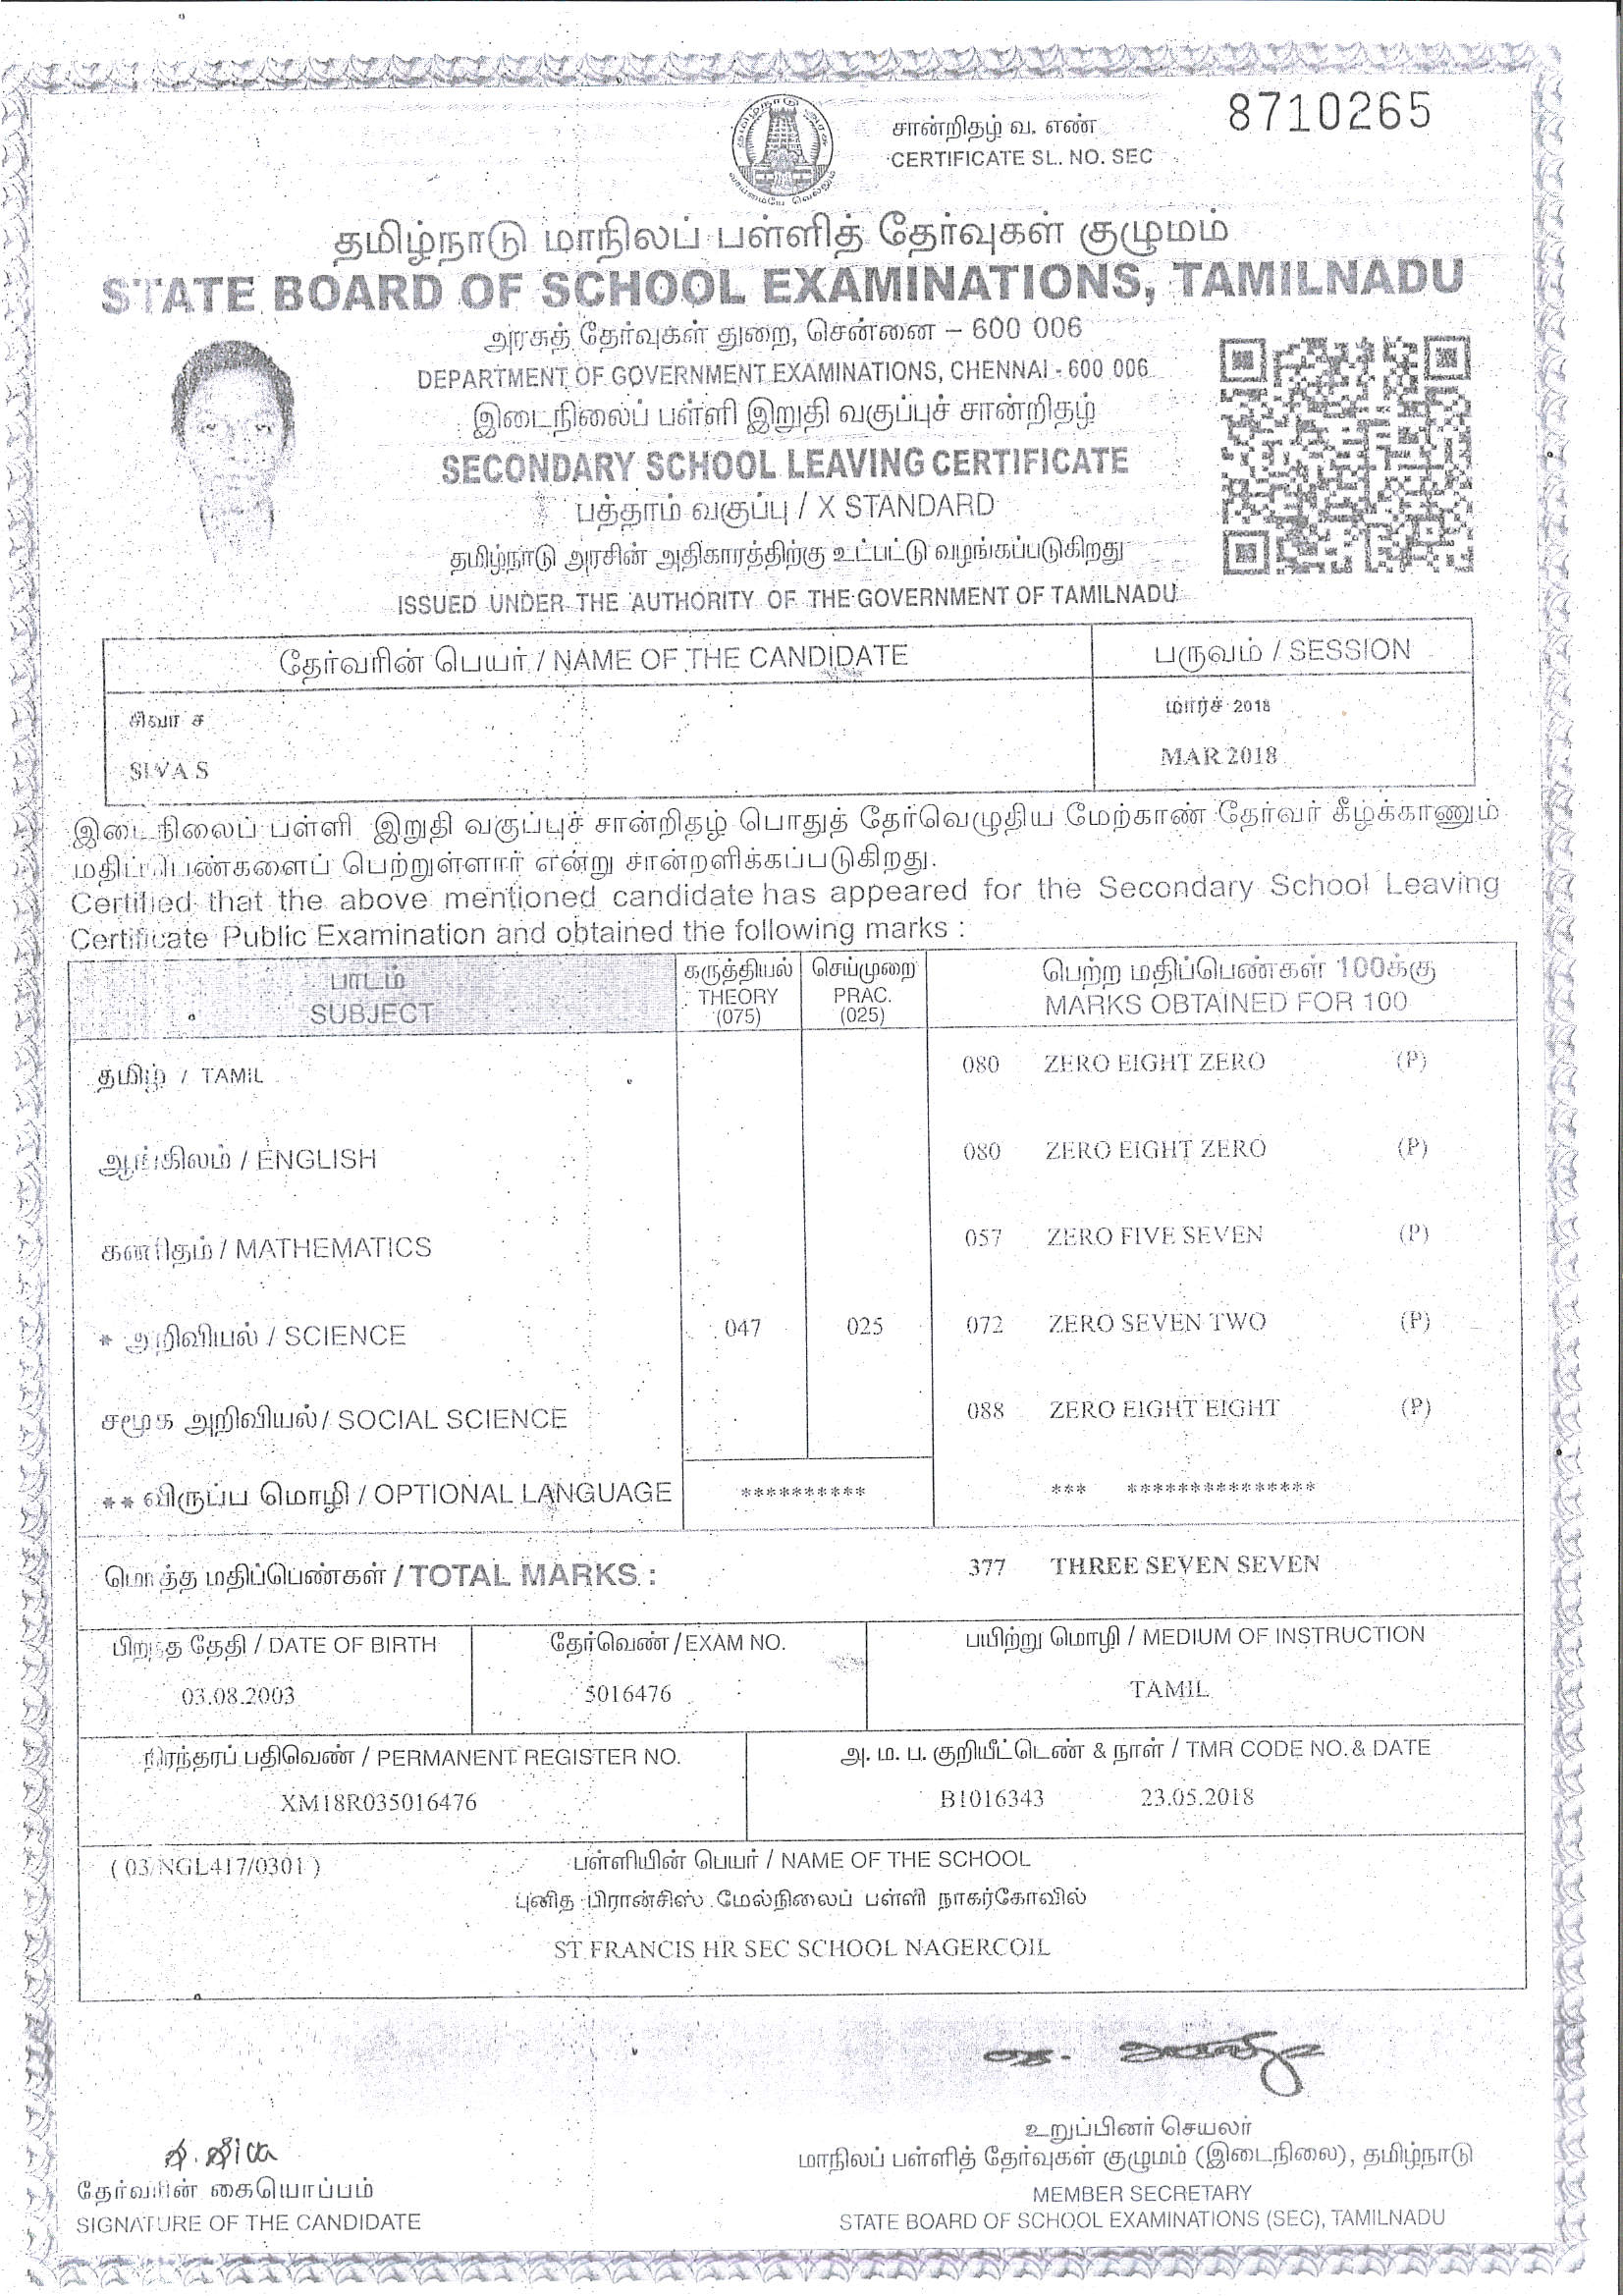 8710265
சான்றிதழ் வ. எண்
CERTIFICATE SL. NO. SEC
தமிழ்நாடு மாநிலப் பள்ளித் தேர்வுகள் குழுமம்
STATE BOARD OF SCHOOL EXAMINATIONS, TAMILNADU
அரசுத் தேர்வுகள் துறை, சென்னை – 600 006
DEPARTMENT OF GOVERNMENT EXAMINATIONS, CHENNAI - 600 006
இடைநிலைப் பள்ளி இறுதி வகுப்புச் சான்றிதழ்
SECONDARY SCHOOL LEAVING CERTIFICATE
பத்தாம் வகுப்பு / X STANDARD
தமிழ்நாடு அரசின் அதிகாரத்திற்கு உட்பட்டு வழங்கப்படுகிறது
ISSUED UNDER THE AUTHORITY OF THE GOVERNMENT OF TAMILNADU
தேர்வரின் பெயர் / NAME OF THE CANDIDATE பருவம் / SESSION
சிவா ச மார்ச் 2018
SIVA S MAR 2018
இடைநிலைப் பள்ளி இறுதி வகுப்புச் சான்றிதழ் பொதுத் தேர்வெழுதிய மேற்காண் தேர்வர் கீழ்க்காணும்
மதிப்பெண்களைப் பெற்றுள்ளார் என்று சான்றளிக்கப்படுகிறது.
Certified that the above mentioned candidate has appeared for the Secondary School Leaving
Certificate Public Examination and obtained the following marks :
பாடம் கருத்தியல் செய்முறை பெற்ற மதிப்பெண்கள் 100க்கு
SUBJECT THEORY (075) PRAC. (025) MARKS OBTAINED FOR 100
தமிழ் / TAMIL 080 ZERO EIGHT ZERO (P)
ஆங்கிலம் / ENGLISH 080 ZERO EIGHT ZERO (P)
கணிதம் / MATHEMATICS 057 ZERO FIVE SEVEN (P)
* அறிவியல் / SCIENCE 047 025 072 ZERO SEVEN TWO (P)
சமூக அறிவியல் / SOCIAL SCIENCE 088 ZERO EIGHT EIGHT (P)
** விருப்ப மொழி / OPTIONAL LANGUAGE ********** *** ***************
மொத்த மதிப்பெண்கள் / TOTAL MARKS : 377 THREE SEVEN SEVEN
பிறந்த தேதி / DATE OF BIRTH தேர்வெண் / EXAM NO. பயிற்று மொழி / MEDIUM OF INSTRUCTION
03.08.2003 5016476 TAMIL
நிரந்தரப் பதிவெண் / PERMANENT REGISTER NO. அ. ம. ப. குறியீட்டெண் & நாள் / TMR CODE NO. & DATE
XM18R035016476 B1016343 23.05.2018
( 03/NGL417/0301 ) பள்ளியின் பெயர் / NAME OF THE SCHOOL
புனித பிரான்சிஸ் மேல்நிலைப் பள்ளி நாகர்கோவில்
ST FRANCIS HR SEC SCHOOL NAGERCOIL
S. Siva
தேர்வரின் கையொப்பம்
SIGNATURE OF THE CANDIDATE
உறுப்பினர் செயலர்
மாநிலப் பள்ளித் தேர்வுகள் குழுமம் (இடைநிலை), தமிழ்நாடு
MEMBER SECRETARY
STATE BOARD OF SCHOOL EXAMINATIONS (SEC), TAMILNADU